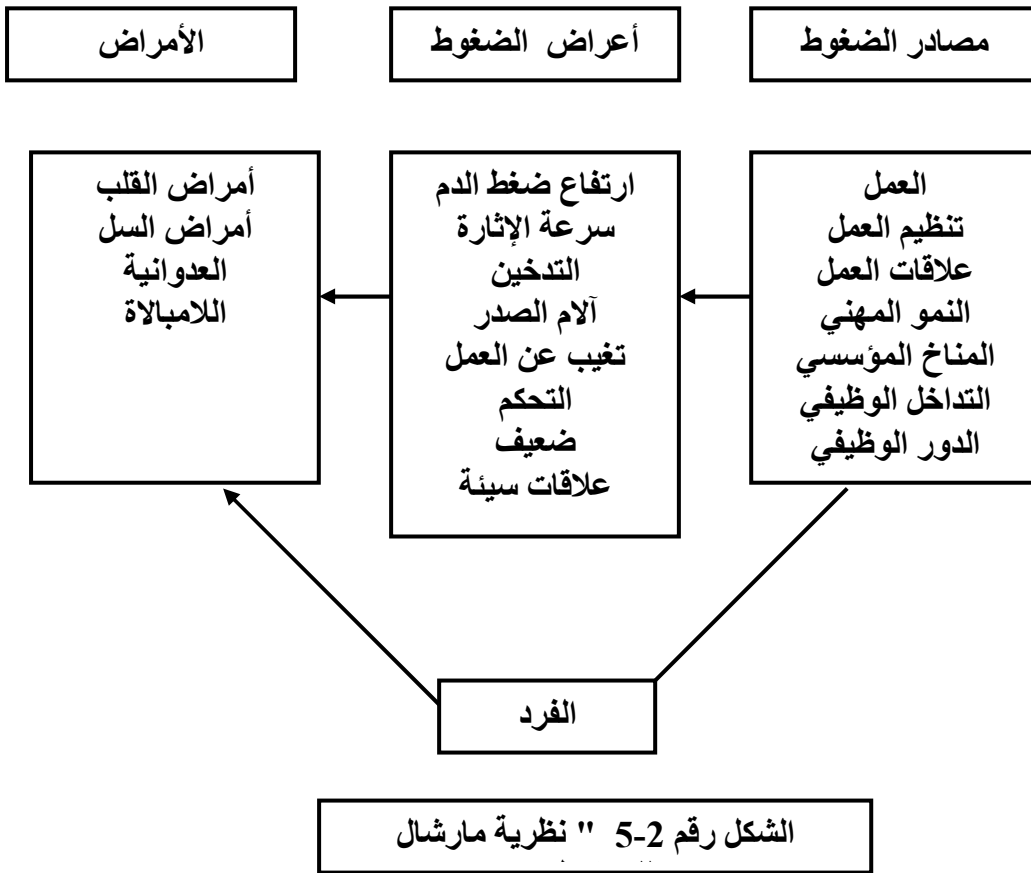 مصادر الضغوط
أعراض الضغوط
الأمراض
العمل
تنظيم العمل
علاقات العمل
النمو المهني
المناخ المؤسسي
التداخل الوظيفي
الدور الوظيفي
ارتفاع ضغط الدم
سرعة الإثارة
التدخين
آلام الصدر
تغيب عن العمل
التحكم
ضعيف
علاقات سيئة
أمراض القلب
أمراض السل
العدوانية
اللامبالاة
الفرد
الشكل رقم 2-5 " نظرية مارشال